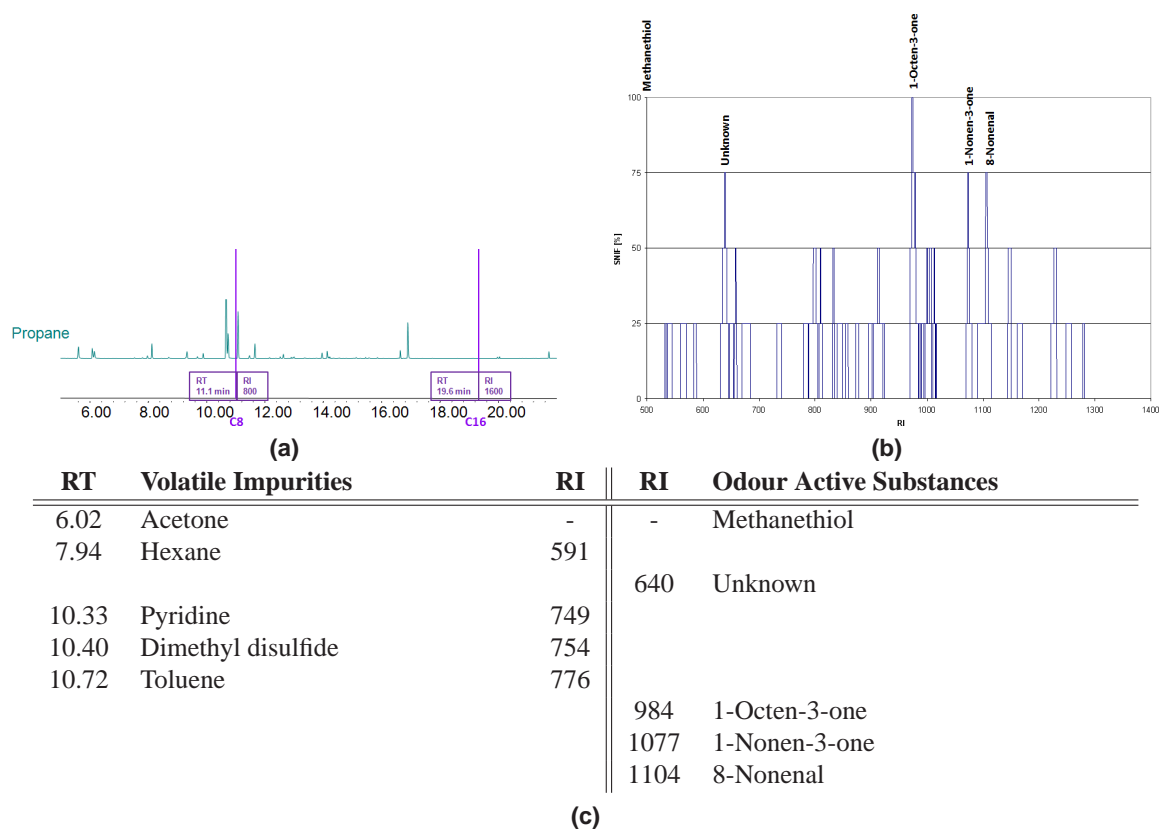 Propane
RT
11.1 min
RI
800
RT
19.6 min
RI
1600
6.00 8.00 10.00 12.00 14.00 16.00 18.00 20.00
C8
C16
(a)
Methanethiol
Unknown
1-Octen-3-one
1-Nonen-3-one
8-Nonenal
100
75
50
25
0
SNIF [%]
500 600 700 800 900 1000 1100 1200 1300 1400
RI
(b)
RT Volatile Impurities RI RI Odour Active Substances
6.02 Acetone - - Methanethiol
7.94 Hexane 591
640 Unknown
10.33 Pyridine 749
10.40 Dimethyl disulfide 754
10.72 Toluene 776
984 1-Octen-3-one
1077 1-Nonen-3-one
1104 8-Nonenal
(c)